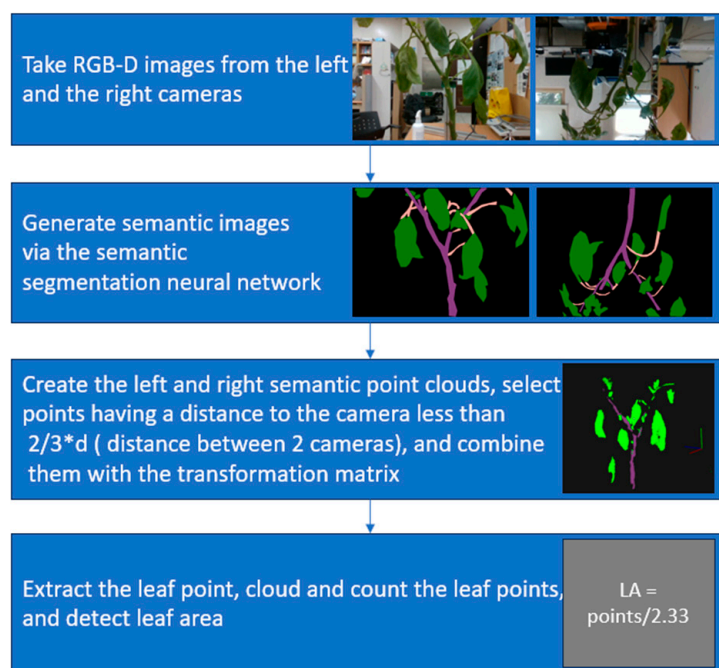 Take RGB-D images from the left
and the right cameras
Generate semantic images
via the semantic
segmentation neural network
Create the left and right semantic point clouds, select
points having a distance to the camera less than
2/3*d ( distance between 2 cameras), and combine
them with the transformation matrix
Extract the leaf point, cloud and count the leaf points,
and detect leaf area
LA =
points/2.33